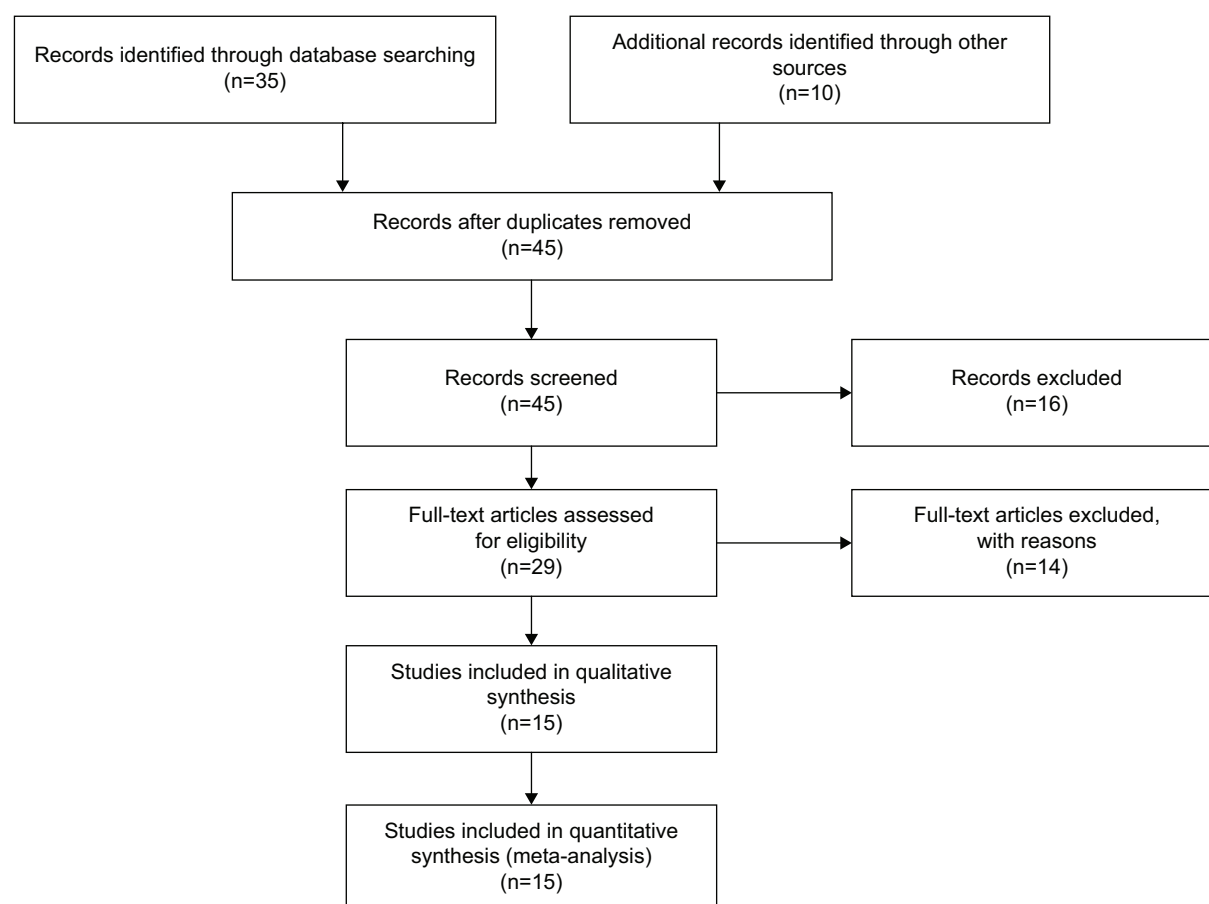 Records identified through database searching
(n=35)
Additional records identified through other
sources
(n=10)
Records after duplicates removed
(n=45)
Records screened
(n=45)
Records excluded
(n=16)
Full-text articles assessed
for eligibility
(n=29)
Full-text articles excluded,
with reasons
(n=14)
Studies included in qualitative
synthesis
(n=15)
Studies included in quantitative
synthesis (meta-analysis)
(n=15)